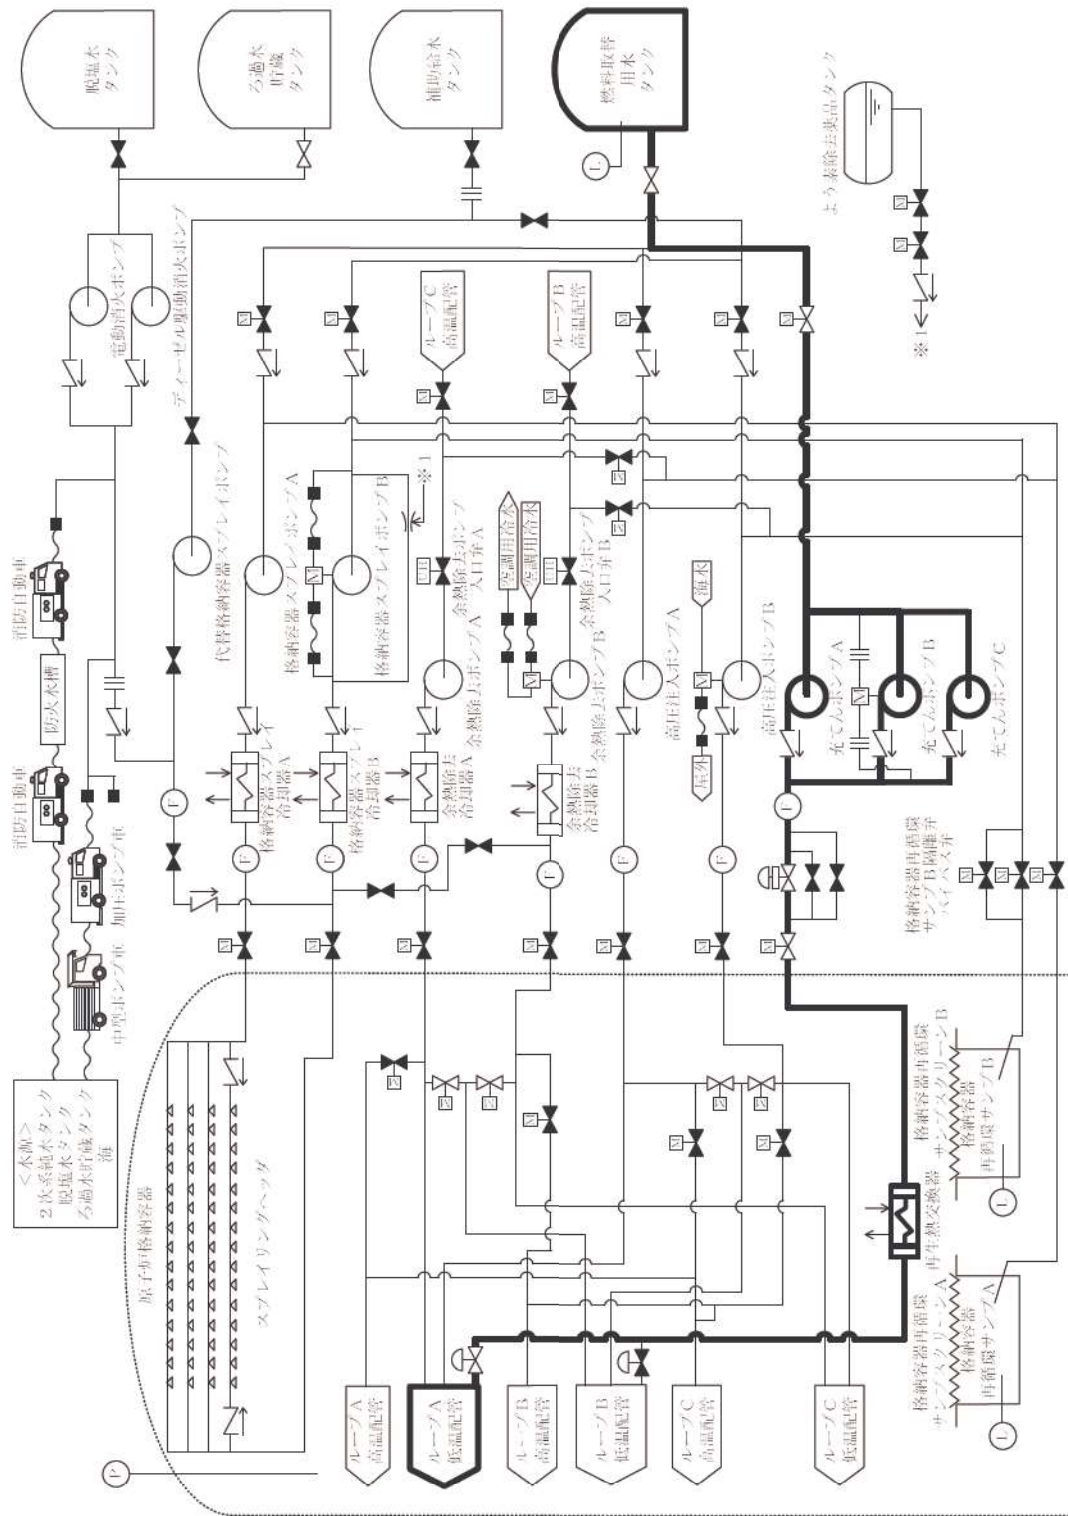 脱塩水
タンク
ろ過水
貯蔵
タンク
補助給水
タンク
燃料取替
用水
タンク
よう素除去薬品タンク
電動消火ポンプ
ディーゼル駆動消火ポンプ
消防自動車
防火水槽
消防自動車
加圧ポンプ車
中型ポンプ車
<水源>
2次系純水タンク
脱塩水タンク
ろ過水貯蔵タンク
海
代替格納容器スプレイポンプ
格納容器スプレイポンプA
格納容器スプレイポンプB
※1
※1
ループC
高温配管
ループB
高温配管
余熱除去ポンプA
入口弁A
空調用冷水
空調用冷水
余熱除去ポンプ
入口弁B
余熱除去ポンプA
余熱除去ポンプB
高圧注入ポンプA
海水
屋外
高圧注入ポンプB
充てんポンプA
充てんポンプB
充てんポンプC
格納容器スプレイ
冷却器A
格納容器スプレイ
冷却器B
余熱除去
冷却器A
余熱除去
冷却器B
格納容器再循環
サンプB隔離弁
バイパス弁
原子炉格納容器
スプレイリングヘッダ
ループA
高温配管
ループA
低温配管
ループB
高温配管
ループB
低温配管
ループC
高温配管
ループC
低温配管
再生熱交換器
格納容器再循環
サンプスクリーンB
格納容器
再循環サンプB
格納容器再循環
サンプスクリーンA
格納容器
再循環サンプA